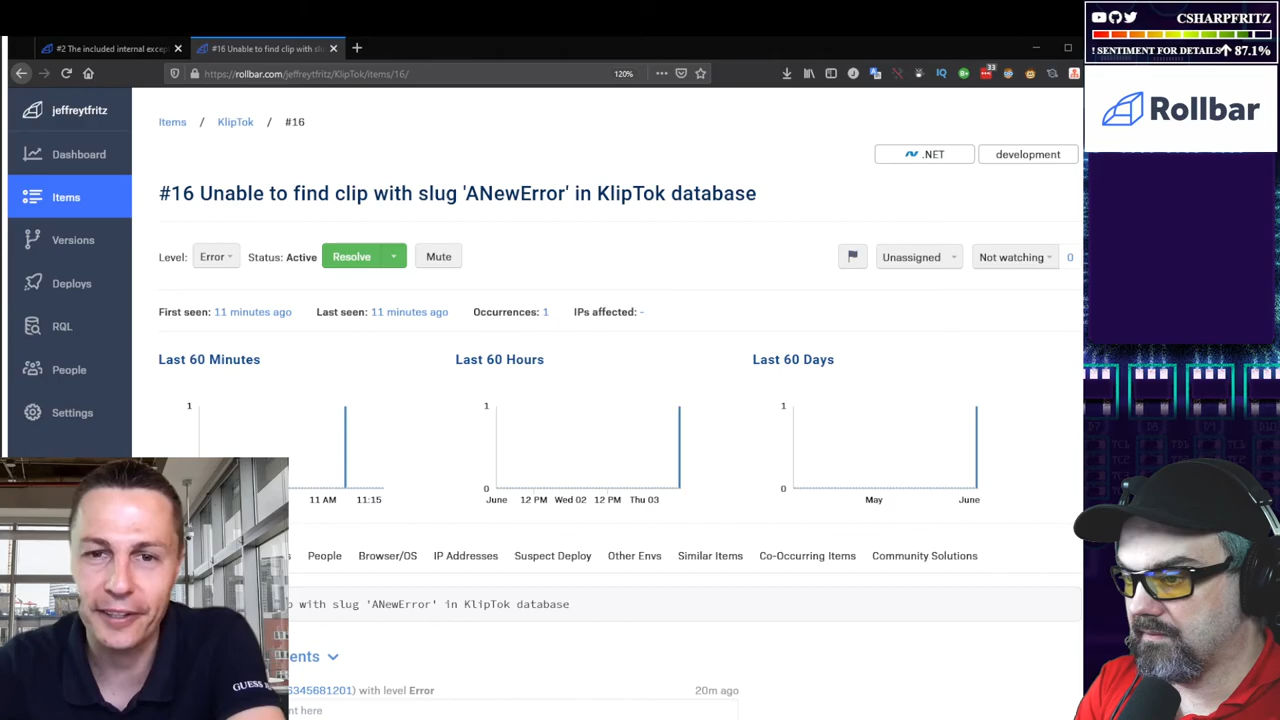 #2 The included internal excep
#16 Unable to find clip with slu
CSHARPFRITZ
! SENTIMENT FOR DETAILS 87.1%
https://rollbar.com/jeffreytfritz/KlipTok/items/16/
120%
33
Rollbar
jeffreytfritz
Dashboard
Items
Versions
Deploys
RQL
People
Settings
Items / KlipTok / #16
.NET
development
#16 Unable to find clip with slug 'ANewError' in KlipTok database
Level: Error Status: Active Resolve Mute
Unassigned Not watching 0
First seen: 11 minutes ago Last seen: 11 minutes ago Occurrences: 1 IPs affected: -
Last 60 Minutes
Last 60 Hours
Last 60 Days
1
1
1
0
0
11 AM 11:15
June 12 PM Wed 02 12 PM Thu 03
May June
People Browser/OS IP Addresses Suspect Deploy Other Envs Similar Items Co-Occurring Items Community Solutions
with slug 'ANewError' in KlipTok database
ents
6345681201) with level Error 20m ago
here
GUESS